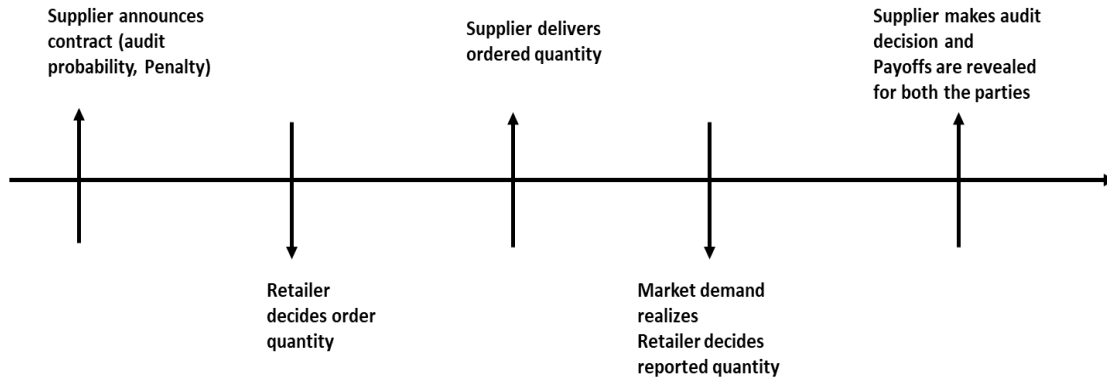 Supplier announces
contract (audit
probability, Penalty)
Retailer
decides order
quantity
Supplier delivers
ordered quantity
Market demand
realizes
Retailer decides
reported quantity
Supplier makes audit
decision and
Payoffs are revealed
for both the parties